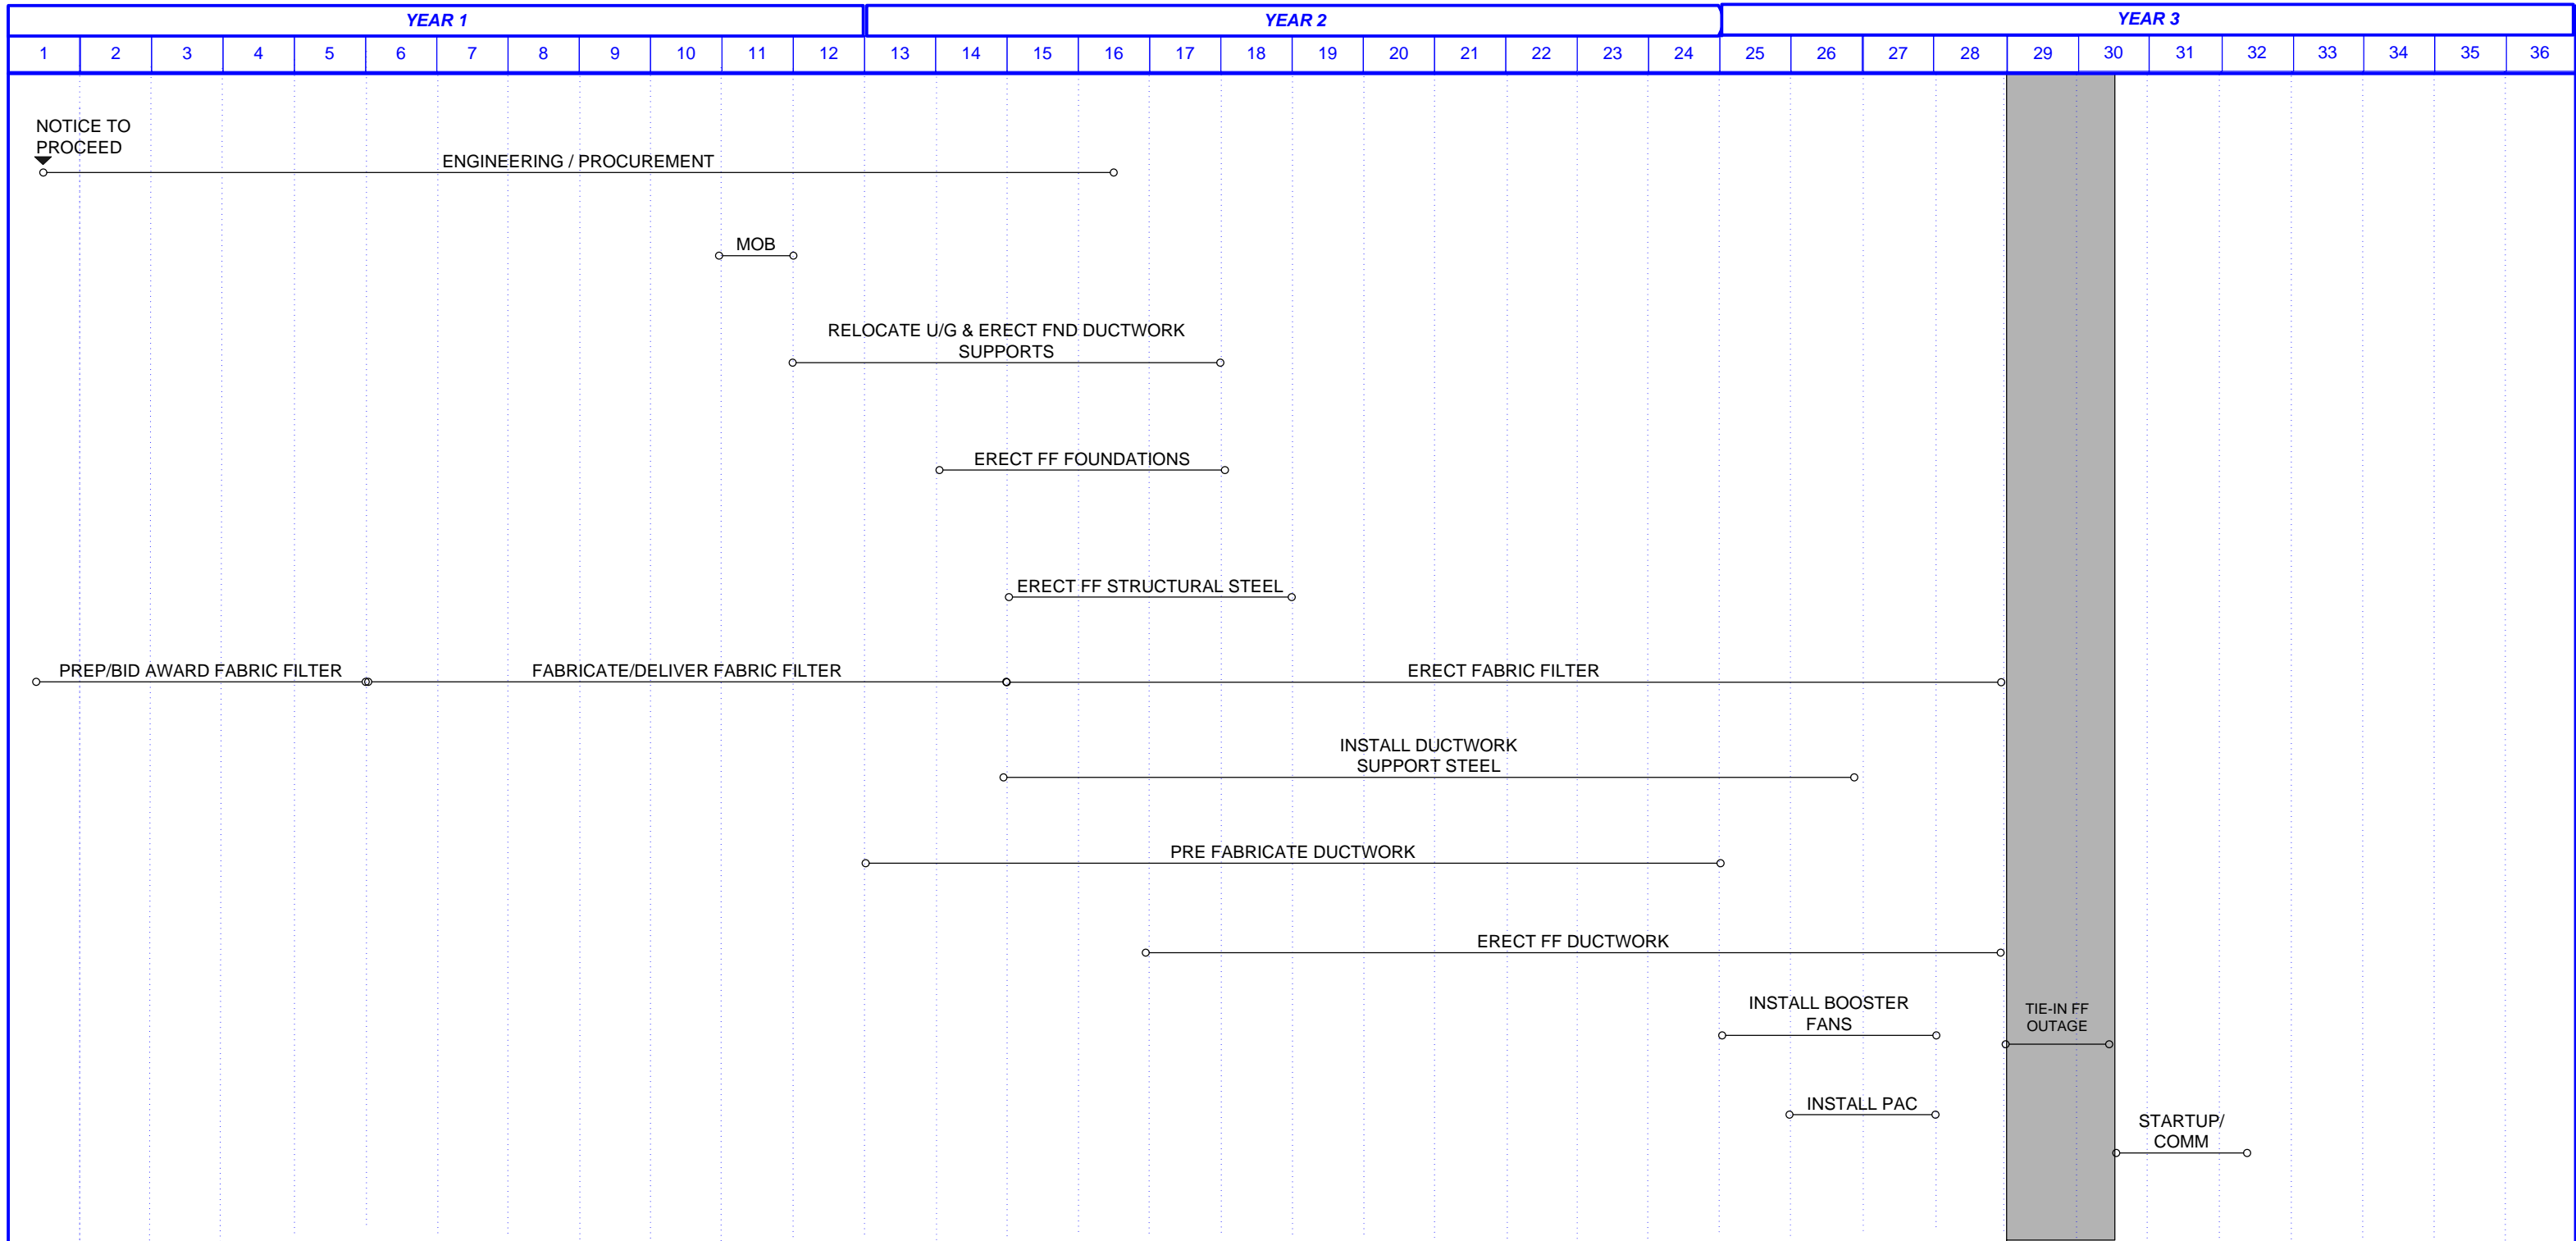 YEAR 1
YEAR 2
YEAR 3
1 2 3 4 5 6 7 8 9 10 11 12 13 14 15 16 17 18 19 20 21 22 23 24 25 26 27 28 29 30 31 32 33 34 35 36
NOTICE TO
PROCEED
ENGINEERING / PROCUREMENT
MOB
RELOCATE U/G & ERECT FND DUCTWORK
SUPPORTS
ERECT FF FOUNDATIONS
ERECT FF STRUCTURAL STEEL
PREP/BID AWARD FABRIC FILTER
FABRICATE/DELIVER FABRIC FILTER
ERECT FABRIC FILTER
INSTALL DUCTWORK
SUPPORT STEEL
PRE FABRICATE DUCTWORK
ERECT FF DUCTWORK
INSTALL BOOSTER
FANS
TIE-IN FF
OUTAGE
INSTALL PAC
STARTUP/
COMM